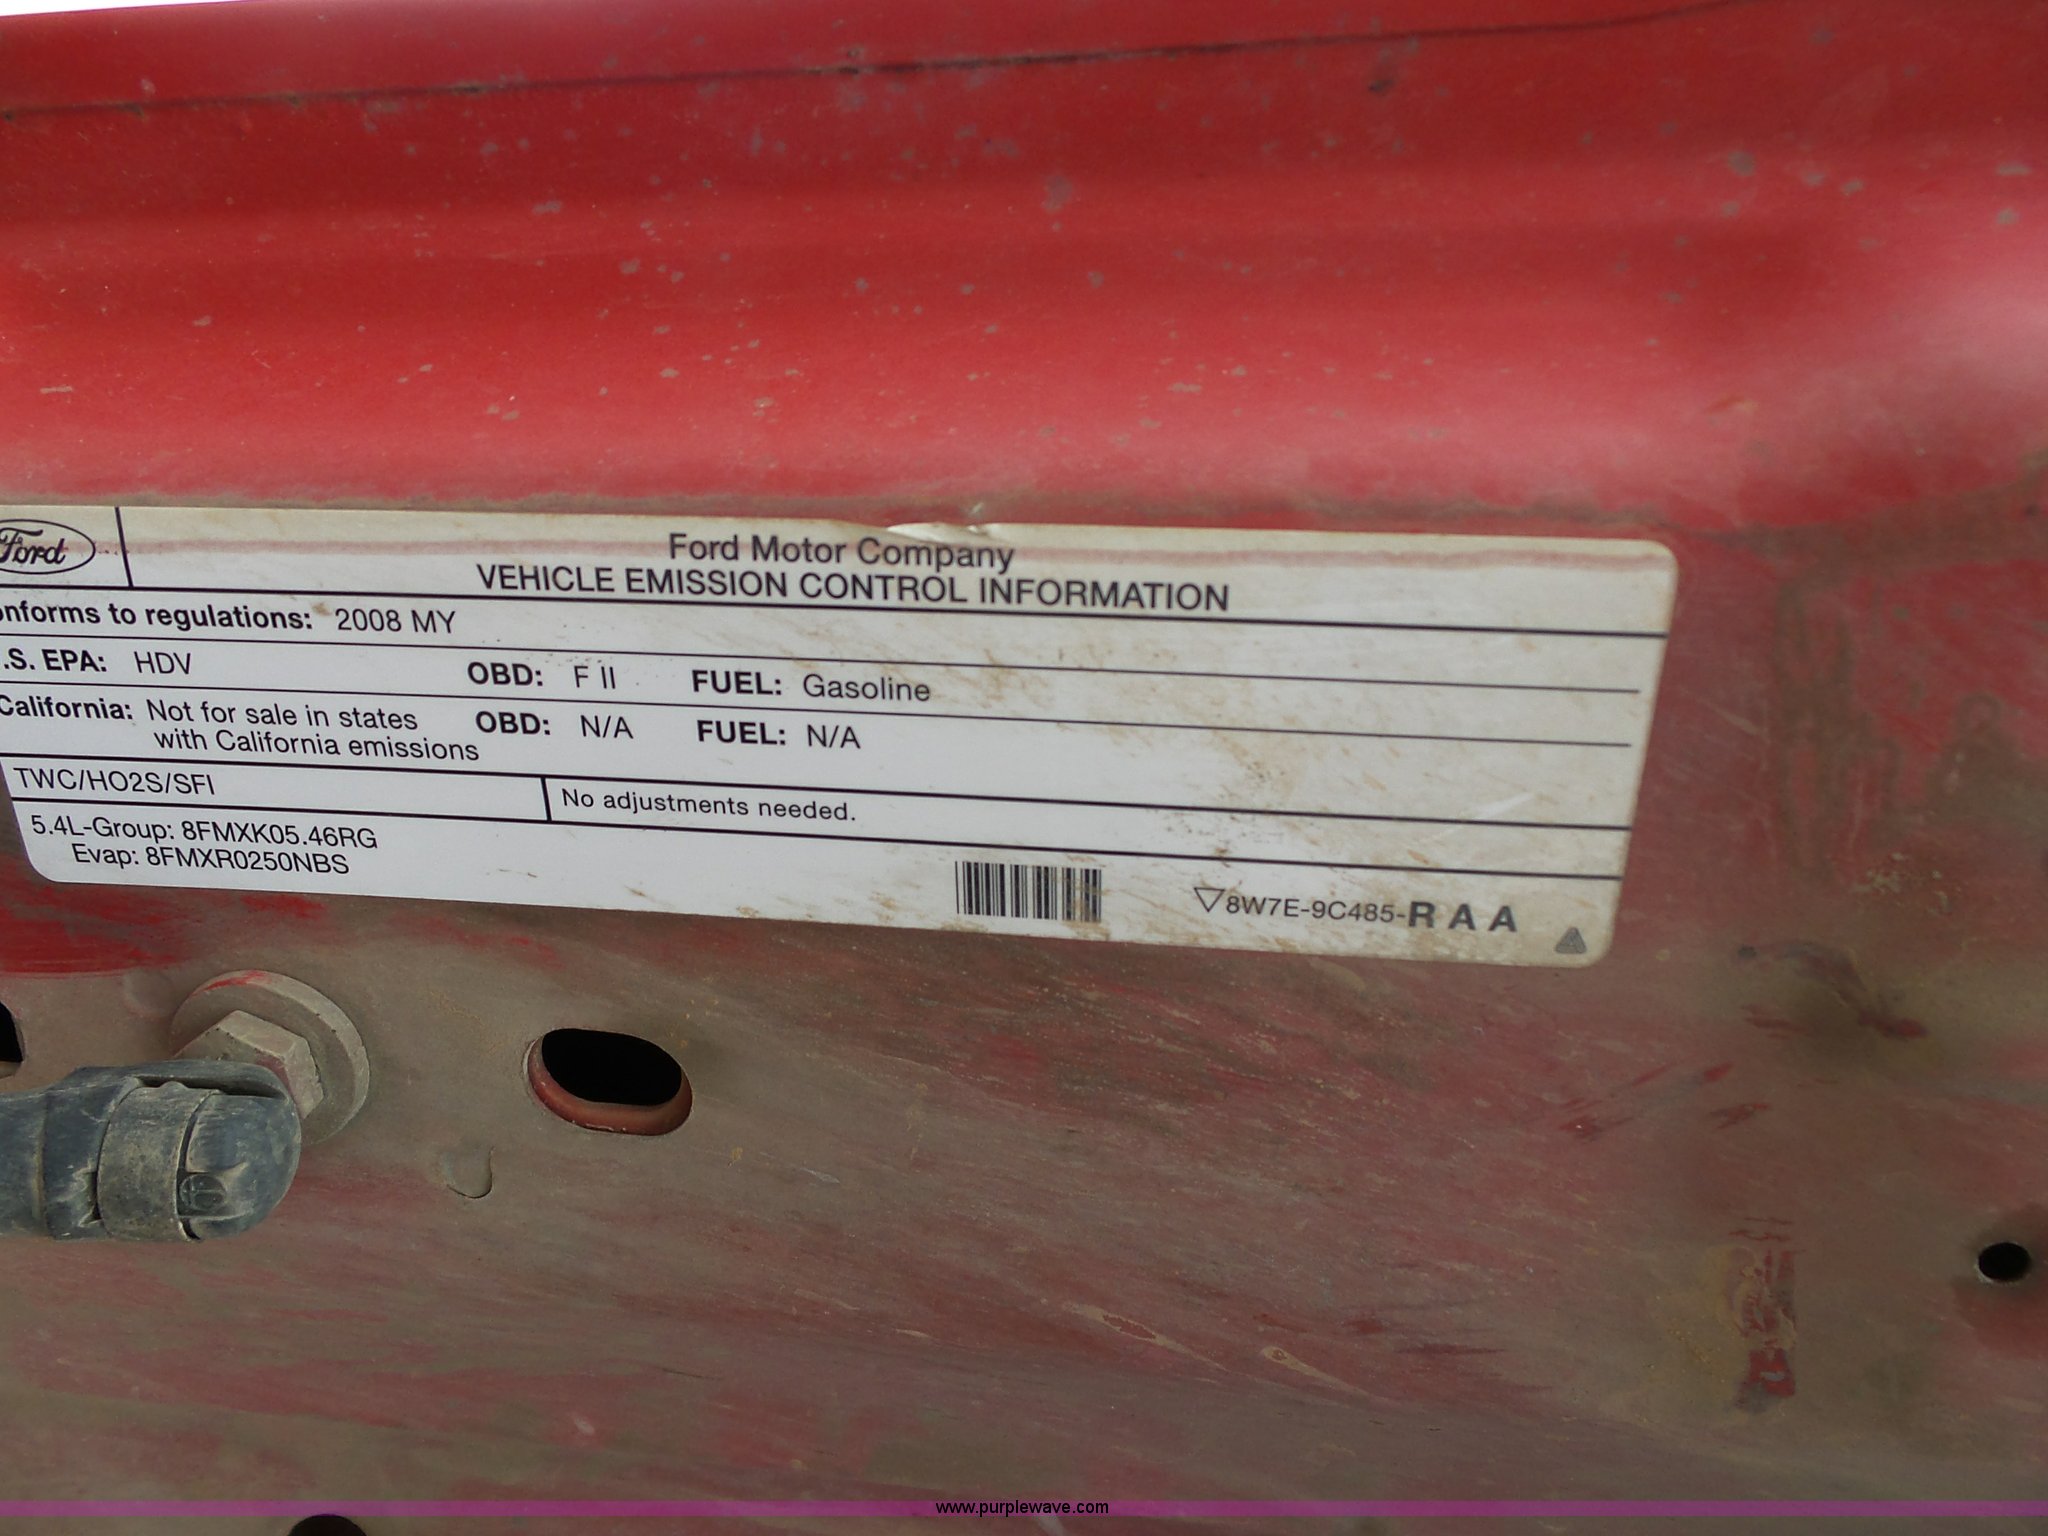 Ford
Ford Motor Company
VEHICLE EMISSION CONTROL INFORMATION
onforms to regulations: 2008 MY
.S. EPA: HDV OBD: F II FUEL: Gasoline
California: Not for sale in states with California emissions OBD: N/A FUEL: N/A
TWC/HO2S/SFI No adjustments needed.
5.4L-Group: 8FMXK05.46RG
Evap: 8FMXR0250NBS
8W7E-9C485-RAA
www.purplewave.com